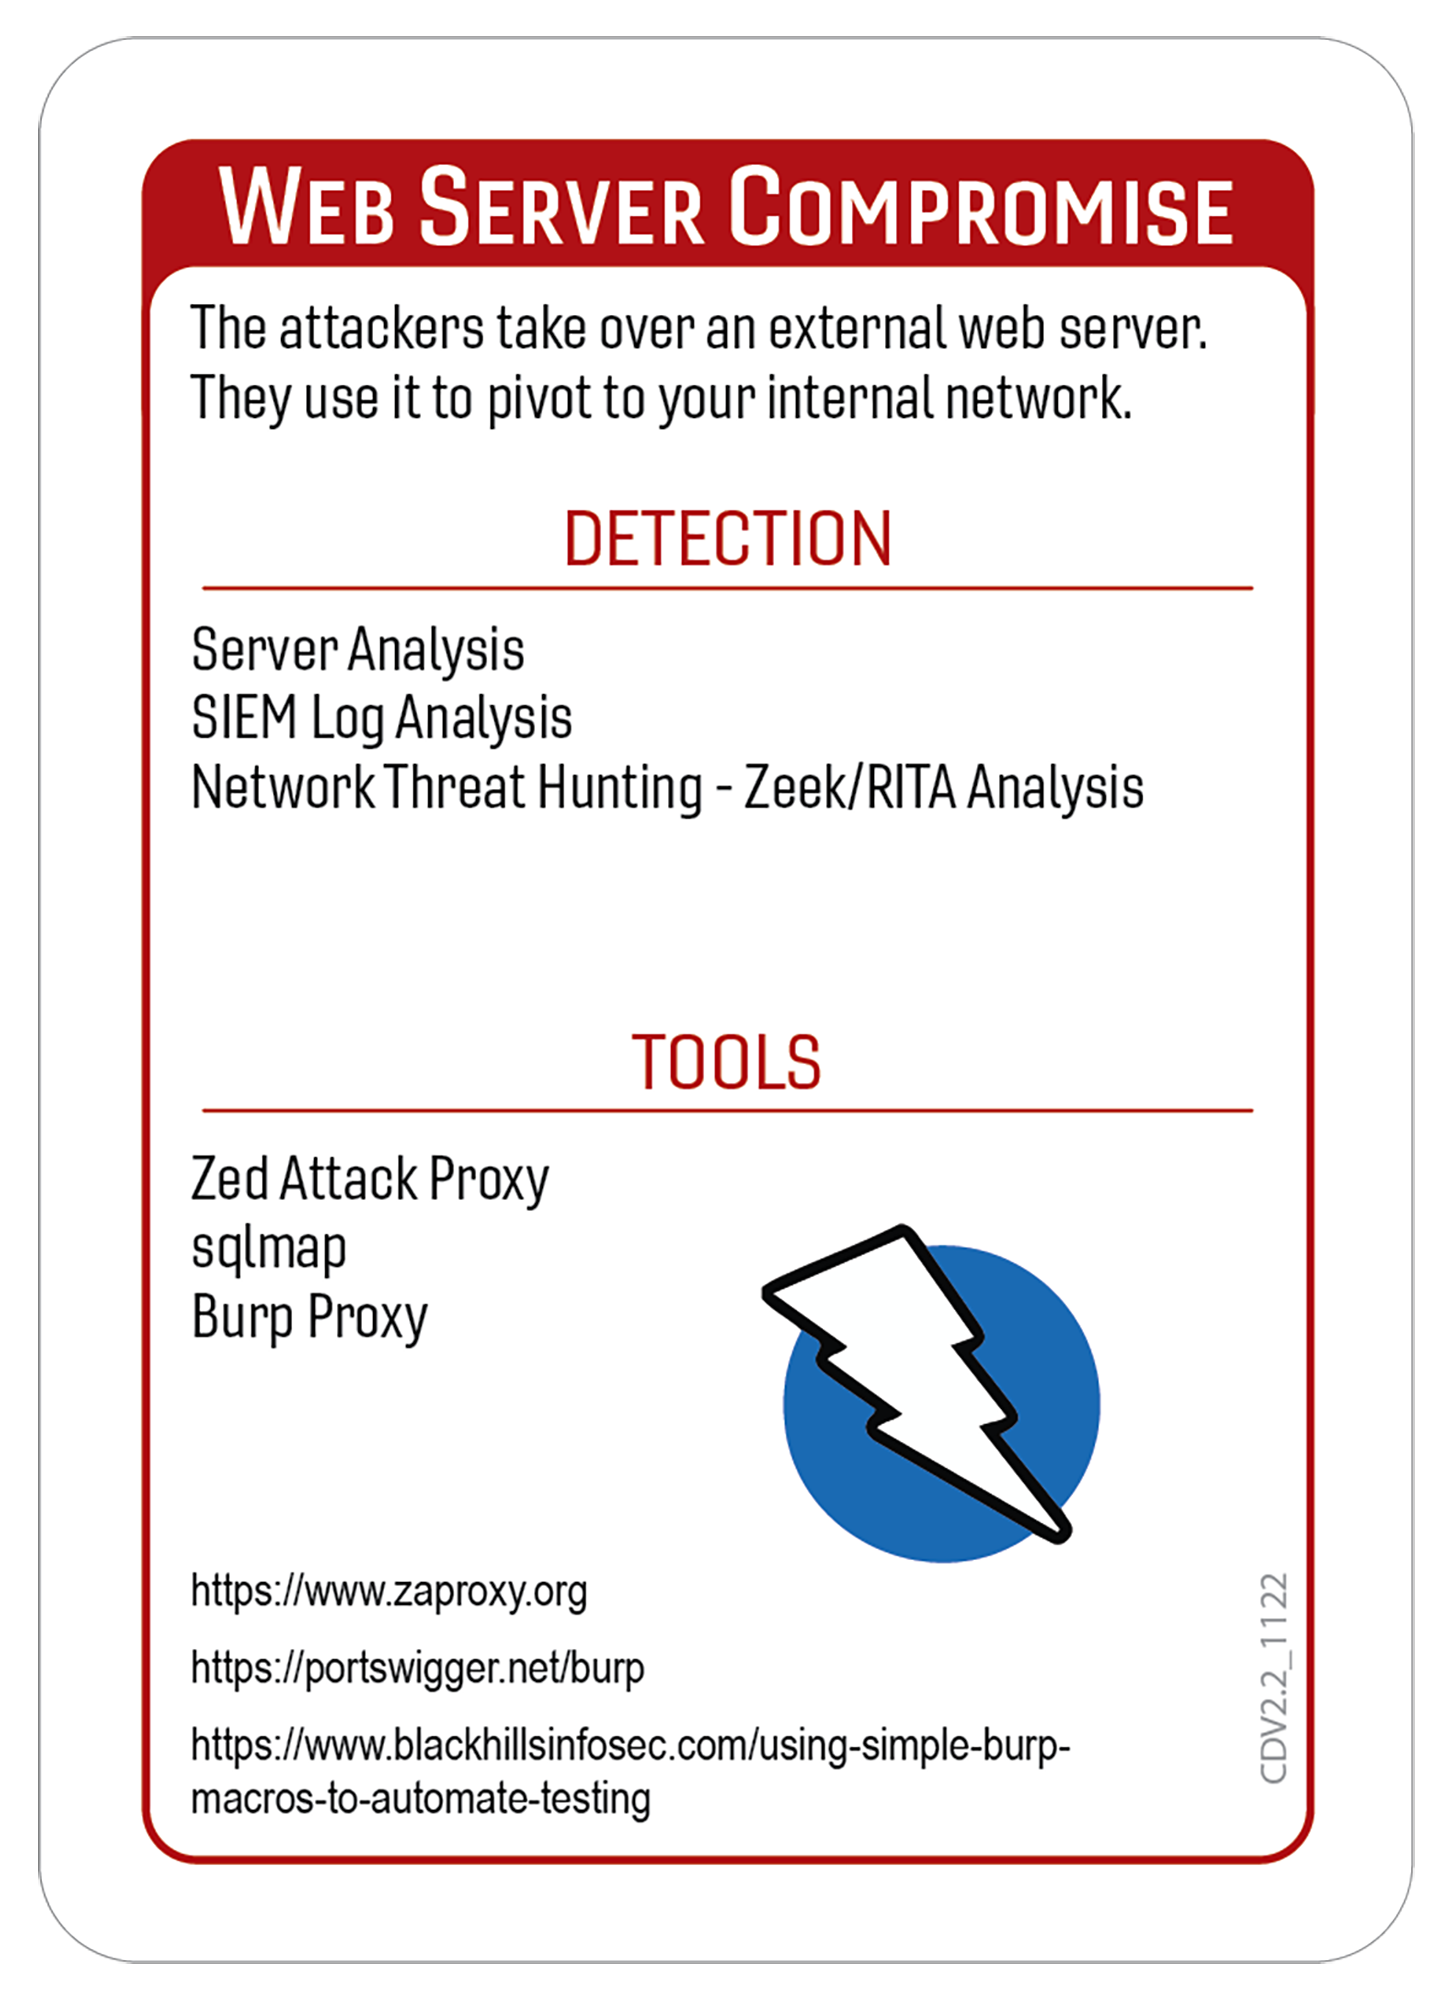 WEB SERVER COMPROMISE
The attackers take over an external web server.
They use it to pivot to your internal network.
DETECTION
Server Analysis
SIEM Log Analysis
Network Threat Hunting - Zeek/RITA Analysis
TOOLS
Zed Attack Proxy
sqlmap
Burp Proxy
https://www.zaproxy.org
https://portswigger.net/burp
https://www.blackhillsinfosec.com/using-simple-burp-
macros-to-automate-testing
CDV2.2_1122